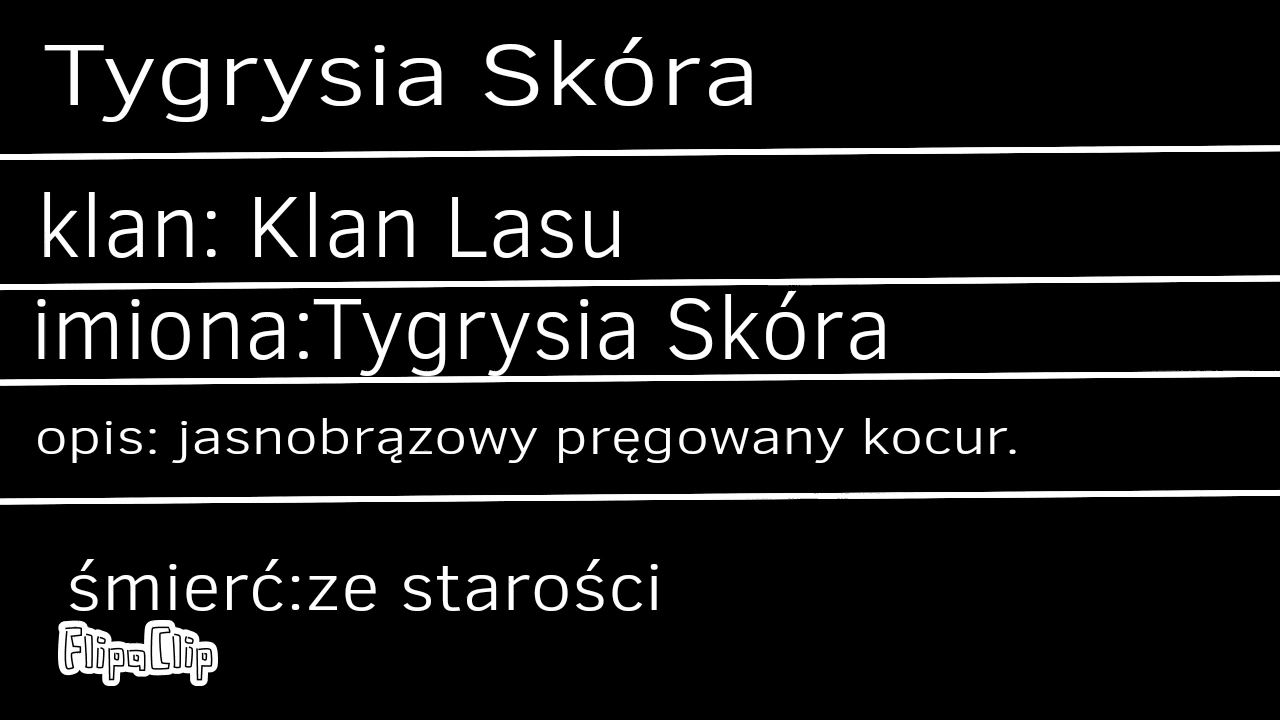 Tygrysia Skóra
klan: Klan Lasu
imiona:Tygrysia Skóra
opis: jasnobrązowy pręgowany kocur.
śmierć:ze starości
FlipaClip